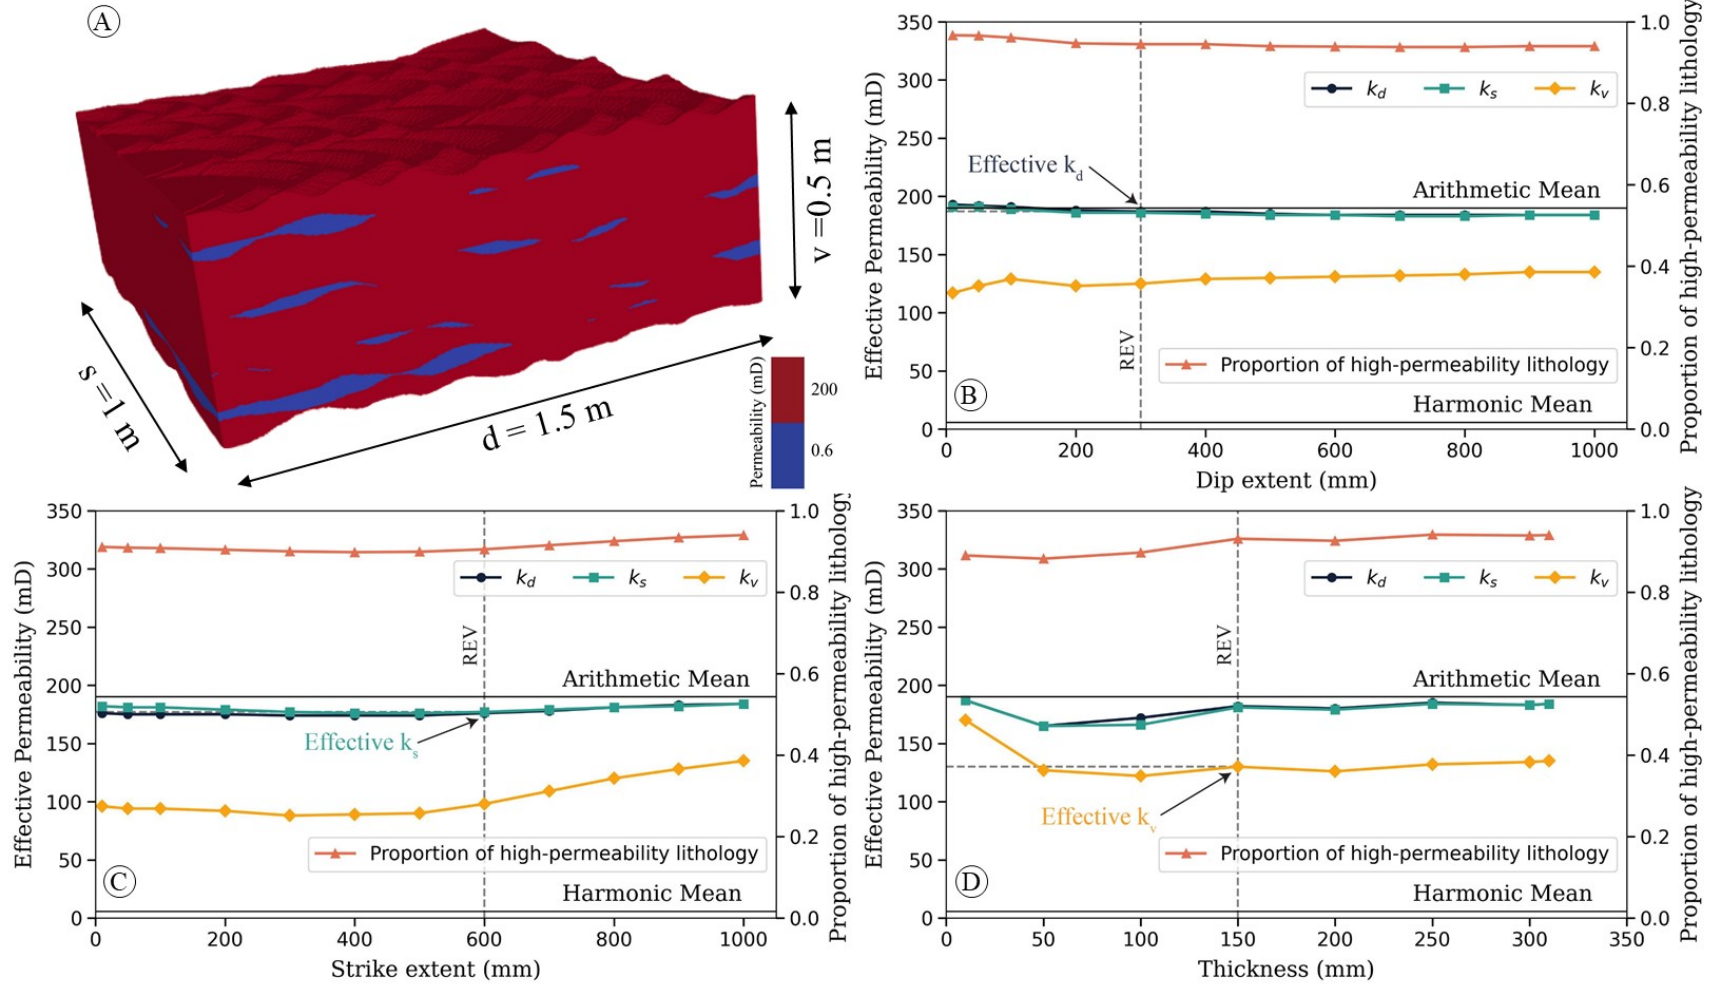 A
v =0.5 m
s =1 m
d = 1.5 m
Permeability (mD)
200
0.6
Effective Permeability (mD)
350
300
250
200
150
100
50
0
1.0
0.8
0.6
0.4
0.2
0.0
Proportion of high-permeability lithology
k_d k_s k_v
Effective k_d
Arithmetic Mean
REV
Proportion of high-permeability lithology
B
Harmonic Mean
0 200 400 600 800 1000
Dip extent (mm)
Effective Permeability (mD)
350
300
250
200
150
100
50
0
1.0
0.8
0.6
0.4
0.2
0.0
Proportion of high-permeability lithology
k_d k_s k_v
REV
Arithmetic Mean
Effective k_s
Proportion of high-permeability lithology
C
Harmonic Mean
0 200 400 600 800 1000
Strike extent (mm)
Effective Permeability (mD)
350
300
250
200
150
100
50
0
1.0
0.8
0.6
0.4
0.2
0.0
Proportion of high-permeability lithology
k_d k_s k_v
REV
Arithmetic Mean
Effective k_v
Proportion of high-permeability lithology
D
Harmonic Mean
0 50 100 150 200 250 300 350
Thickness (mm)